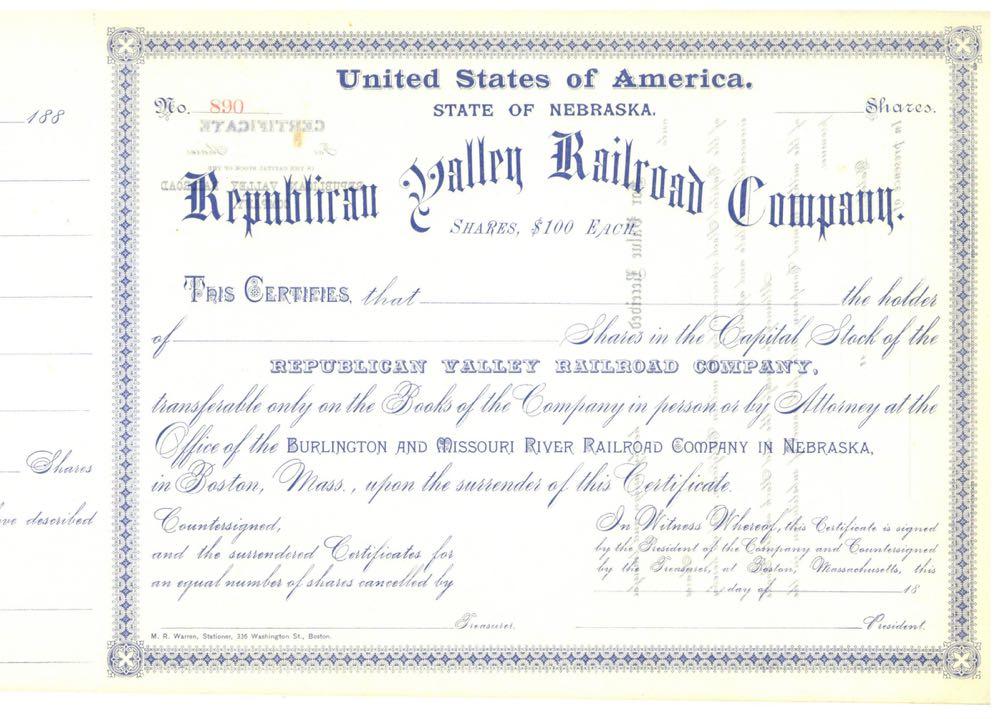 188
Shares
ve described
United States of America.
No. 890
STATE OF NEBRASKA.
Shares.
Republican Valley Railroad Company.
SHARES, $100 EACH.
THIS CERTIFIES, that the holder
of Shares in the Capital Stock of the
REPUBLICAN VALLEY RAILROAD COMPANY,
transferable only on the Books of the Company in person or by Attorney at the
Office of the BURLINGTON AND MISSOURI RIVER RAILROAD COMPANY IN NEBRASKA,
in Boston, Mass., upon the surrender of this Certificate.
Countersigned,
and the surrendered Certificates for
an equal number of shares cancelled by
Treasurer.
In Witness Whereof, this Certificate is signed
by the President of the Company and Countersigned
by the Treasurer, at Boston, Massachusetts, this
day of 18
President.
M. R. Warren, Stationer, 336 Washington St., Boston.